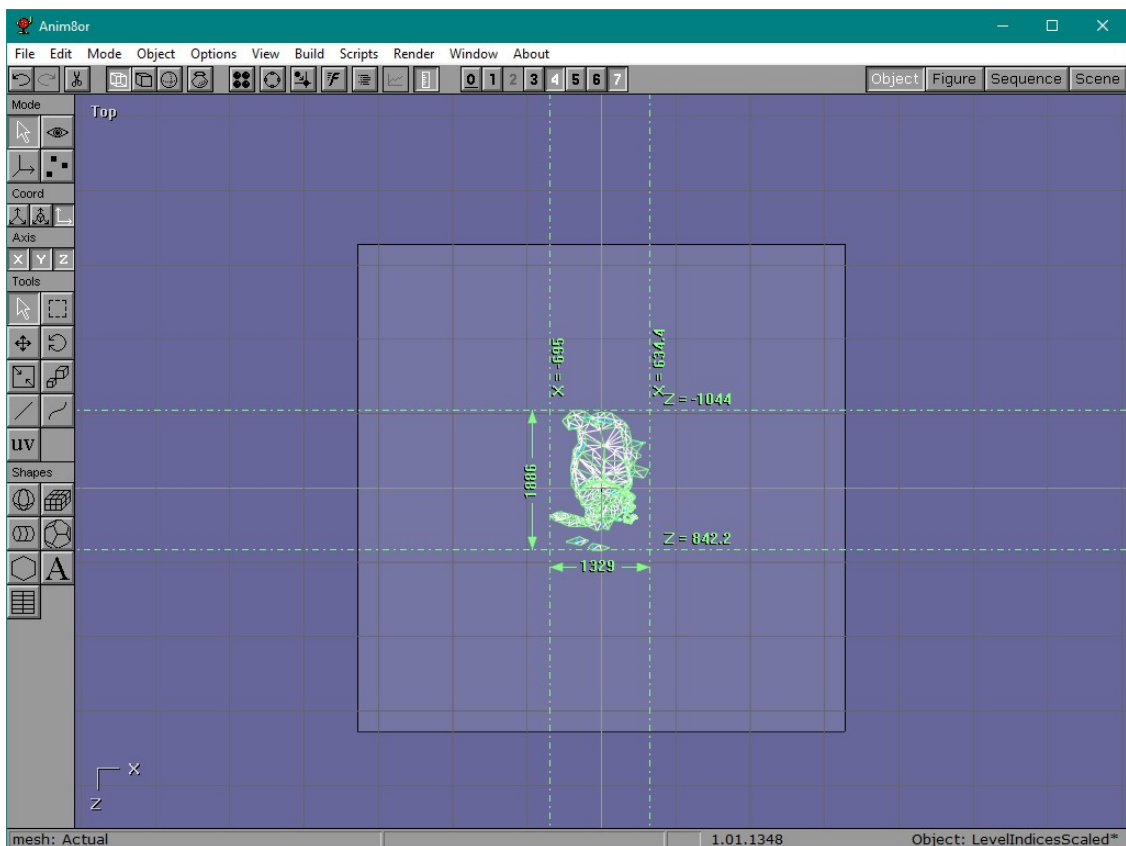 Anim8or
File Edit Mode Object Options View Build Scripts Render Window About
0 1 2 3 4 5 6 7 Object Figure Sequence Scene
Mode
Top
Coord
Axis
X Y Z
Tools
UV
Shapes
A
X = -695
X = 634.4
Z = -1044
1886
Z = 842.2
1329
X
Z
mesh: Actual 1.01.1348 Object: LevelIndicesScaled*